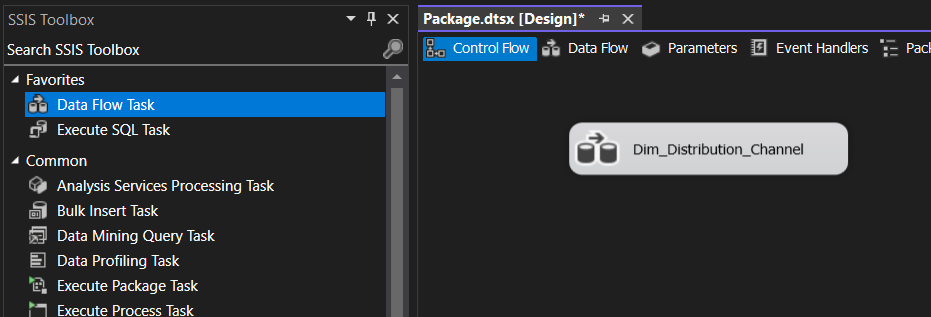 SSIS Toolbox
Search SSIS Toolbox
Favorites
Data Flow Task
Execute SQL Task
Common
Analysis Services Processing Task
Bulk Insert Task
Data Mining Query Task
Data Profiling Task
Execute Package Task
Execute Process Task
Package.dtsx [Design]*
Control Flow Data Flow Parameters Event Handlers Pack
Dim_Distribution_Channel